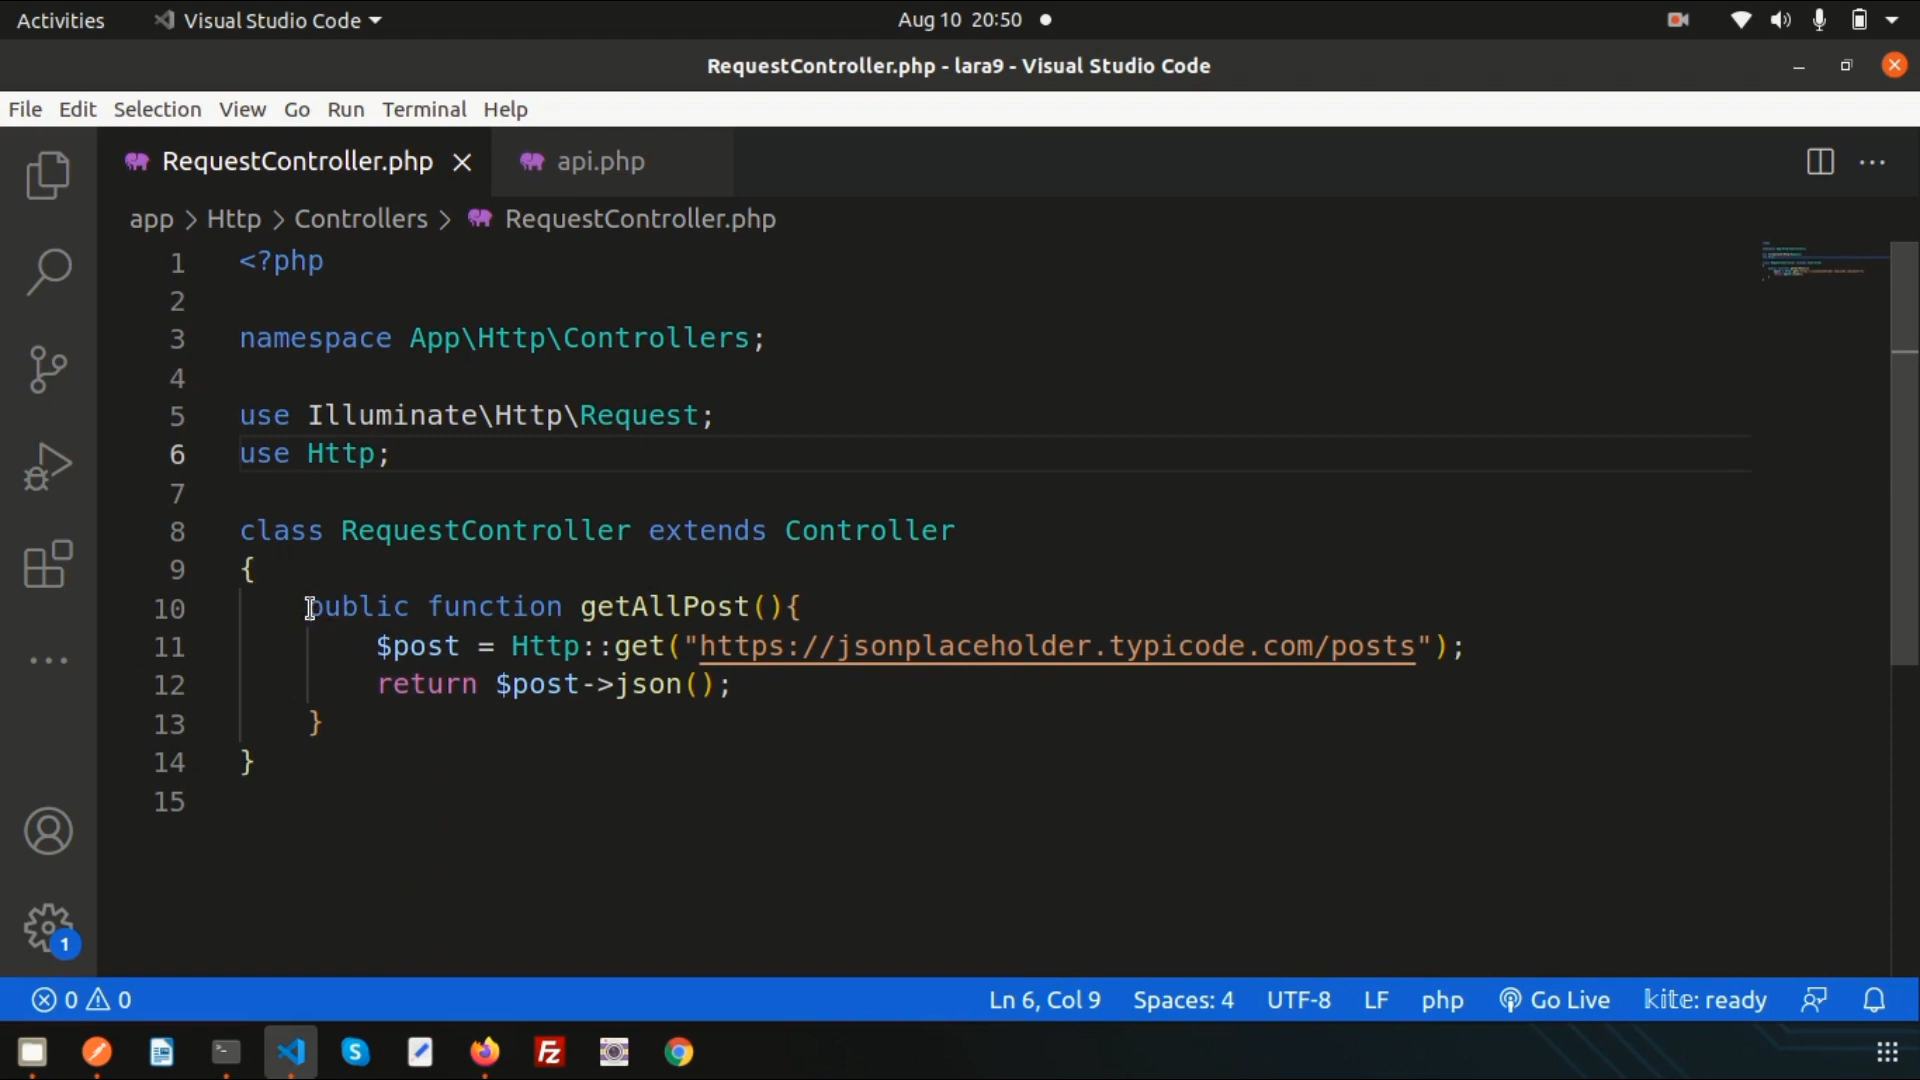 Activities Visual Studio Code Aug 10 20:50
RequestController.php - lara9 - Visual Studio Code
File Edit Selection View Go Run Terminal Help
RequestController.php api.php
app > Http > Controllers > RequestController.php
1 <?php
2
3 namespace App\Http\Controllers;
4
5 use Illuminate\Http\Request;
6 use Http;
7
8 class RequestController extends Controller
9 {
10 public function getAllPost(){
11 $post = Http::get("https://jsonplaceholder.typicode.com/posts");
12 return $post->json();
13 }
14 }
15
1
0 0 Ln 6, Col 9 Spaces: 4 UTF-8 LF php Go Live kite: ready